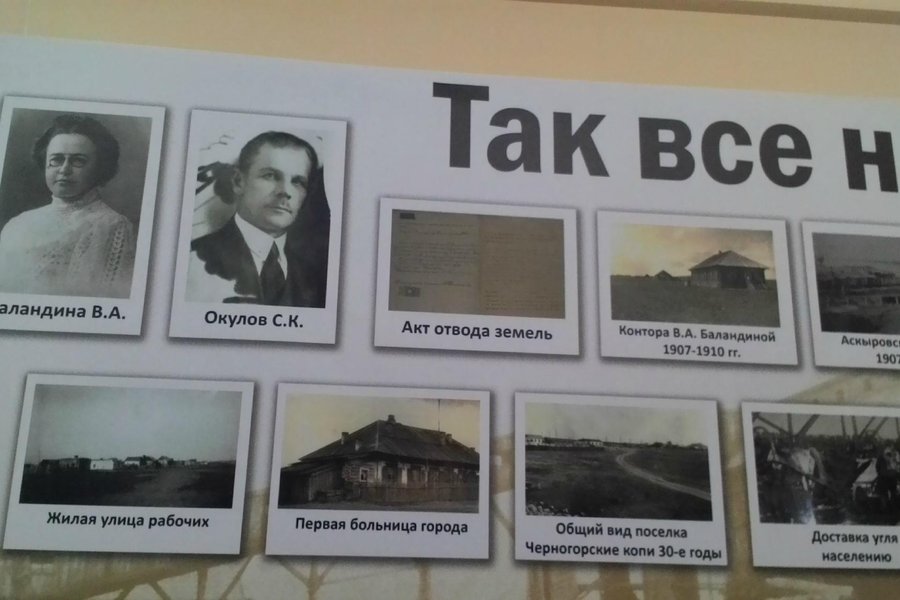 Так все н
аландина В.А.
Окулов С.К.
Акт отвода земель
Контора В.А. Баландиной
1907-1910 гг.
Аскыровс
1907
Жилая улица рабочих
Первая больница города
Общий вид поселка
Черногорские копи 30-е годы
Доставка угля
населению